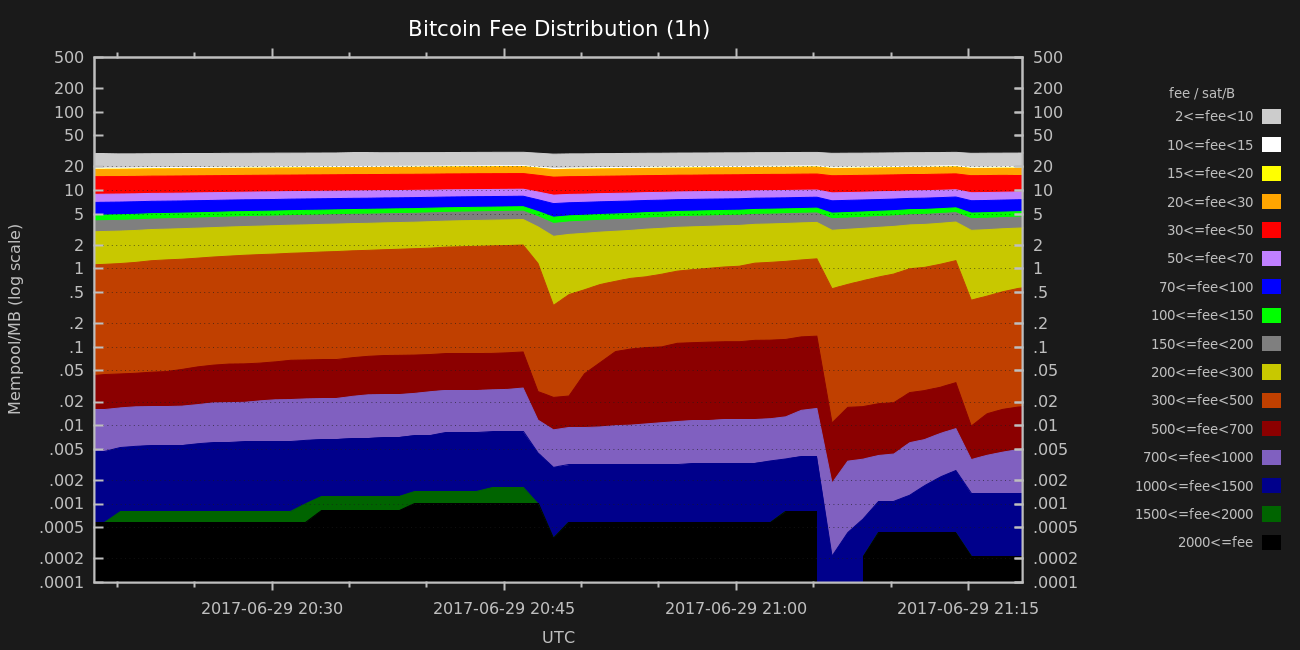 Bitcoin Fee Distribution (1h)
Mempool/MB (log scale)
500
200
100
50
20
10
5
2
1
.5
.2
.1
.05
.02
.01
.005
.002
.001
.0005
.0002
.0001
500
200
100
50
20
10
5
2
1
.5
.2
.1
.05
.02
.01
.005
.002
.001
.0005
.0002
.0001
fee / sat/B
2<=fee<10
10<=fee<15
15<=fee<20
20<=fee<30
30<=fee<50
50<=fee<70
70<=fee<100
100<=fee<150
150<=fee<200
200<=fee<300
300<=fee<500
500<=fee<700
700<=fee<1000
1000<=fee<1500
1500<=fee<2000
2000<=fee
2017-06-29 20:30
2017-06-29 20:45
2017-06-29 21:00
2017-06-29 21:15
UTC